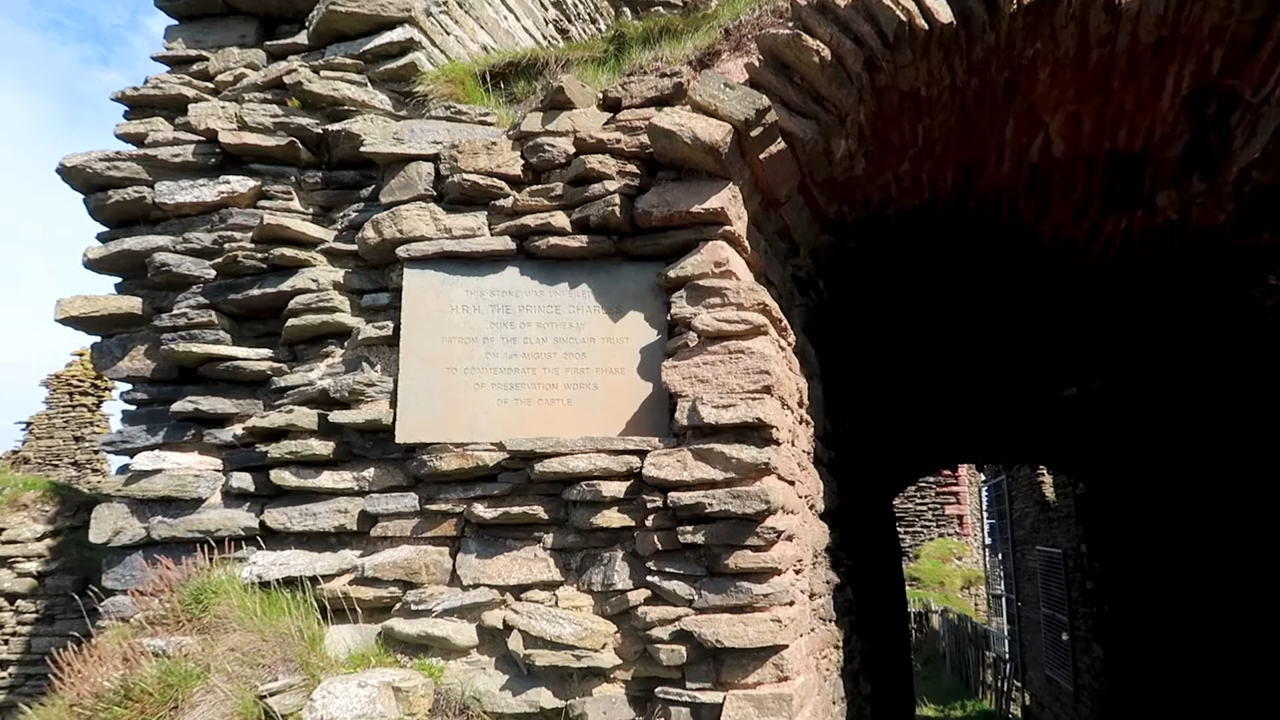 THIS STONE WAS UNVEILED
H.R.H. THE PRINCE CHARLES
DUKE OF ROTHESAY
PATRON OF THE CLAN SINCLAIR TRUST
ON 1ST AUGUST 2005
TO COMMEMORATE THE FIRST PHASE
OF PRESERVATION WORKS
OF THE CASTLE